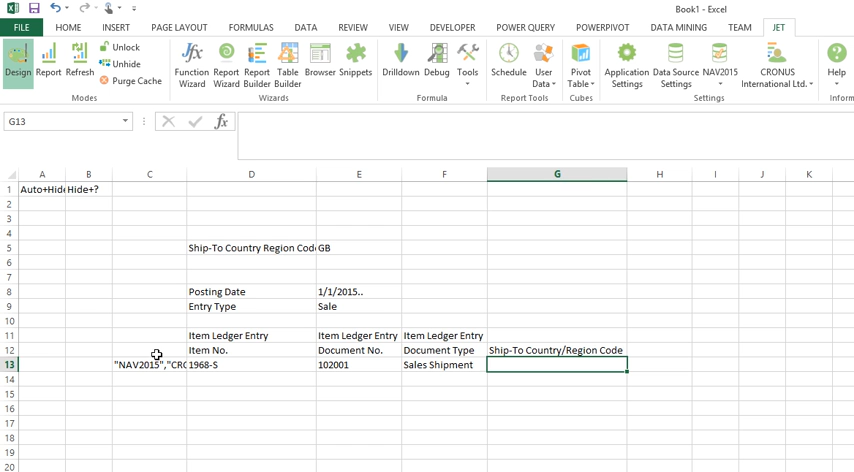 Book1 - Excel
FILE HOME INSERT PAGE LAYOUT FORMULAS DATA REVIEW VIEW DEVELOPER POWER QUERY POWERPIVOT DATA MINING TEAM JET
Design Report Refresh Unlock Unhide Purge Cache
Modes
Function Wizard Report Wizard Report Builder Table Builder Browser Snippets
Wizards
Drilldown Debug Tools
Formula
Schedule User Data
Report Tools
Pivot Table
Cubes
Application Settings Data Source Settings NAV2015 CRONUS International Ltd.
Settings
Help
Inform
G13 fx
A B C D E F G H I J K
1 Auto+Hide Hide+?
2
3
4
5 Ship-To Country Region Code GB
6
7
8 Posting Date 1/1/2015..
9 Entry Type Sale
10
11 Item Ledger Entry Item Ledger Entry Item Ledger Entry
12 Item No. Document No. Document Type Ship-To Country/Region Code
13 "NAV2015","CRO 1968-S 102001 Sales Shipment
14
15
16
17
18
19
20